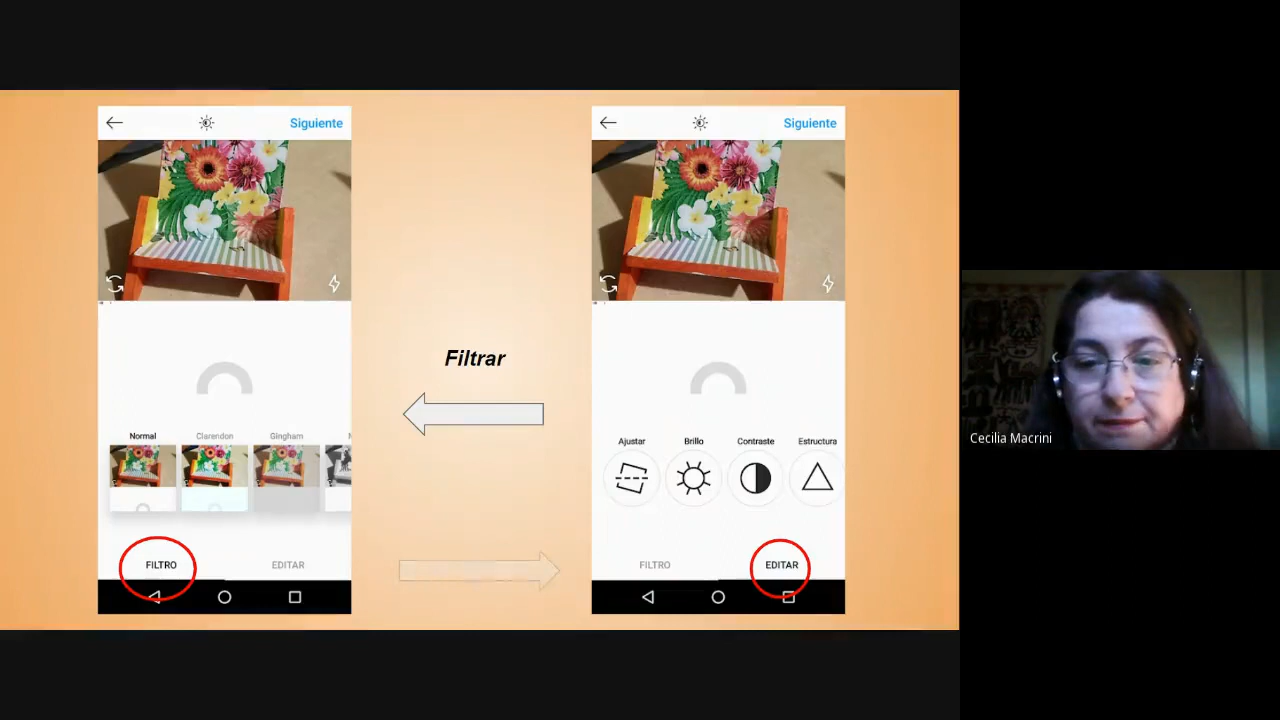 Siguiente
Normal
Clarendon
Gingham
FILTRO
EDITAR
Filtrar
Siguiente
Ajustar
Brillo
Contraste
Estructura
FILTRO
EDITAR
Cecilia Macrini